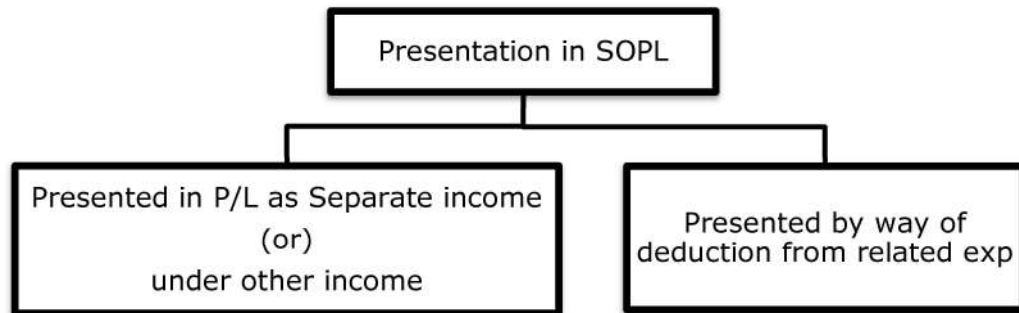 Presentation in SOPL
Presented in P/L as Separate income
(or)
under other income
Presented by way of
deduction from related exp